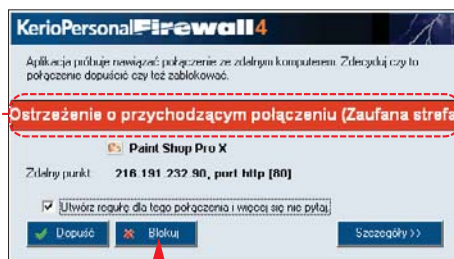 KerioPersonalFirewall4
Aplikacja próbuje nawiązać połączenie ze zdalnym komputerem. Zdecyduj czy to
połączenie dopuścić czy też zablokować.
Ostrzeżenie o przychodzącym połączeniu (Zaufana strefa
Paint Shop Pro X
Zdalny punkt 216.191.232.90, port http [80]
Utwórz regułę dla tego połączenia i więcej się nie pytaj.
Dopuść
Blokuj
Szczegóły >>